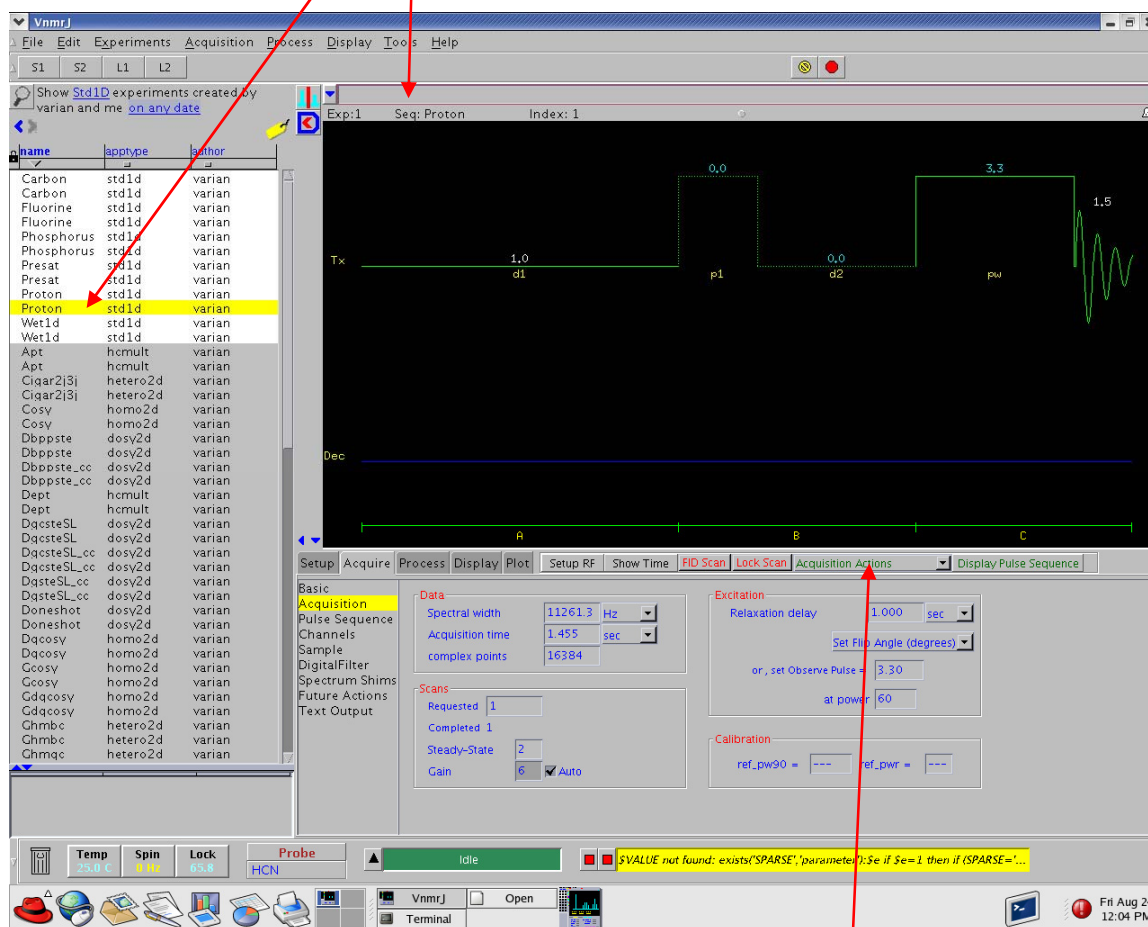 VnmrJ
File Edit Experiments Acquisition Process Display Tools Help
S1 S2 L1 L2
Show Std1D experiments created by
varian and me on any date
Exp:1 Seq: Proton Index: 1
name apptype author
Carbon std1d varian
Carbon std1d varian
Fluorine std1d varian
Fluorine std1d varian
Phosphorus std1d varian
Phosphorus std1d varian
Presat std1d varian
Presat std1d varian
Proton std1d varian
Proton std1d varian
Wet1d std1d varian
Wet1d std1d varian
Apt hcmult varian
Apt hcmult varian
Cigar2j3j hetero2d varian
Cigar2j3j hetero2d varian
Cosy homo2d varian
Cosy homo2d varian
Dbppste dosy2d varian
Dbppste dosy2d varian
Dbppste_cc dosy2d varian
Dbppste_cc dosy2d varian
Dept hcmult varian
Dept hcmult varian
DgcsteSL dosy2d varian
DgcsteSL dosy2d varian
DgcsteSL_cc dosy2d varian
DgcsteSL_cc dosy2d varian
DgsteSL_cc dosy2d varian
DgsteSL_cc dosy2d varian
Doneshot dosy2d varian
Doneshot dosy2d varian
Dqcosy homo2d varian
Dqcosy homo2d varian
Gcosy homo2d varian
Gcosy homo2d varian
Gdqcosy homo2d varian
Gdqcosy homo2d varian
Ghmbc hetero2d varian
Ghmbc hetero2d varian
Ghmqc hetero2d varian
0.0 3.3
1.5
Tx 1.0 0.0
d1 p1 d2 pw
Dec
A B C
Setup Acquire Process Display Plot Setup RF Show Time FID Scan Lock Scan Acquisition Actions Display Pulse Sequence
Basic
Acquisition
Pulse Sequence
Channels
Sample
DigitalFilter
Spectrum Shims
Future Actions
Text Output
Data
Spectral width 11261.3 Hz
Acquisition time 1.455 sec
complex points 16384
Scans
Requested 1
Completed 1
Steady-State 2
Gain 6 Auto
Excitation
Relaxation delay 1.000 sec
Set Flip Angle (degrees)
or, set Observe Pulse = 3.30
at power 60
Calibration
ref_pw90 = --- ref_pwr = ---
Temp Spin Lock Probe
25.0 C 0 Hz 65.8 HCN
Idle
$VALUE not found: exists('SPARSE','parameter'):$e if $e=1 then if (SPARSE='...
VnmrJ Open
Terminal
Fri Aug 2
12:04 PM